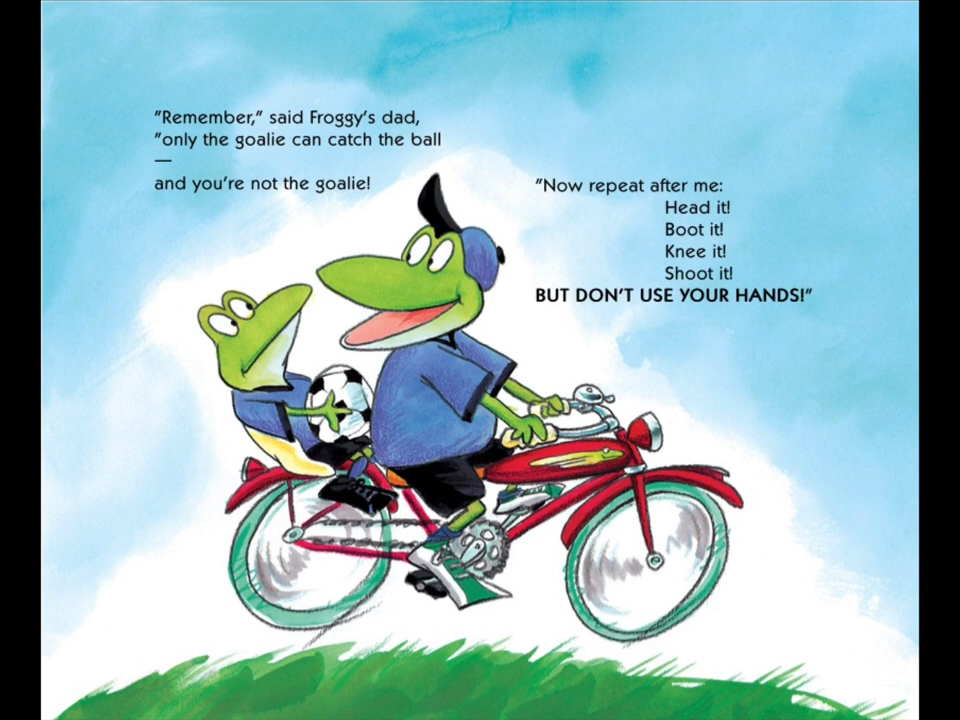 "Remember," said Froggy's dad,
"only the goalie can catch the ball
—
and you're not the goalie!
"Now repeat after me:
Head it!
Boot it!
Knee it!
Shoot it!
BUT DON'T USE YOUR HANDS!"